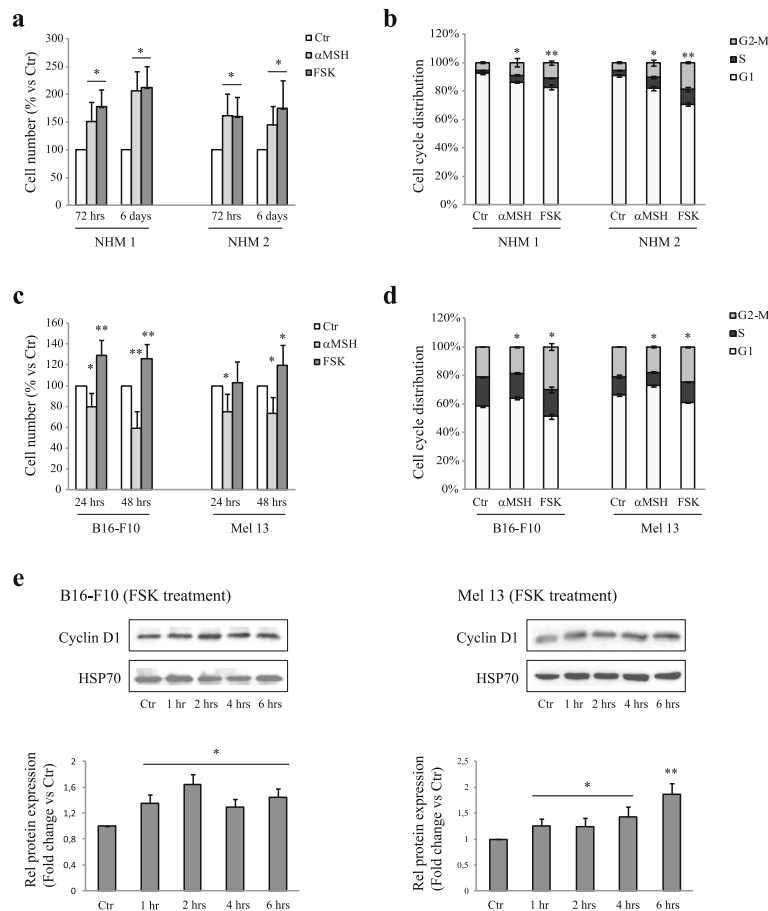 a
Cell number (% vs Ctr)
300
250
200
150
100
50
0
* * * *
Ctr
αMSH
FSK
72 hrs 6 days 72 hrs 6 days
NHM 1 NHM 2
b
Cell cycle distribution
120%
100%
80%
60%
40%
20%
0%
* ** * **
G2-M
S
G1
Ctr αMSH FSK Ctr αMSH FSK
NHM 1 NHM 2
c
Cell number (% vs Ctr)
160
140
120
100
80
60
40
20
0
* ** ** ** * * *
Ctr
αMSH
FSK
24 hrs 48 hrs 24 hrs 48 hrs
B16-F10 Mel 13
d
Cell cycle distribution
120%
100%
80%
60%
40%
20%
0%
* * * *
G2-M
S
G1
Ctr αMSH FSK Ctr αMSH FSK
B16-F10 Mel 13
e
B16-F10 (FSK treatment)
Cyclin D1
HSP70
Ctr 1 hr 2 hrs 4 hrs 6 hrs
Rel protein expression
(Fold change vs Ctr)
2
1,6
1,2
0,8
0,4
0
*
Ctr 1 hr 2 hrs 4 hrs 6 hrs
Mel 13 (FSK treatment)
Cyclin D1
HSP70
Ctr 1 hr 2 hrs 4 hrs 6 hrs
Rel protein expression
(Fold change vs Ctr)
2,5
2
1,5
1
0,5
0
* **
Ctr 1 hr 2 hrs 4 hrs 6 hrs